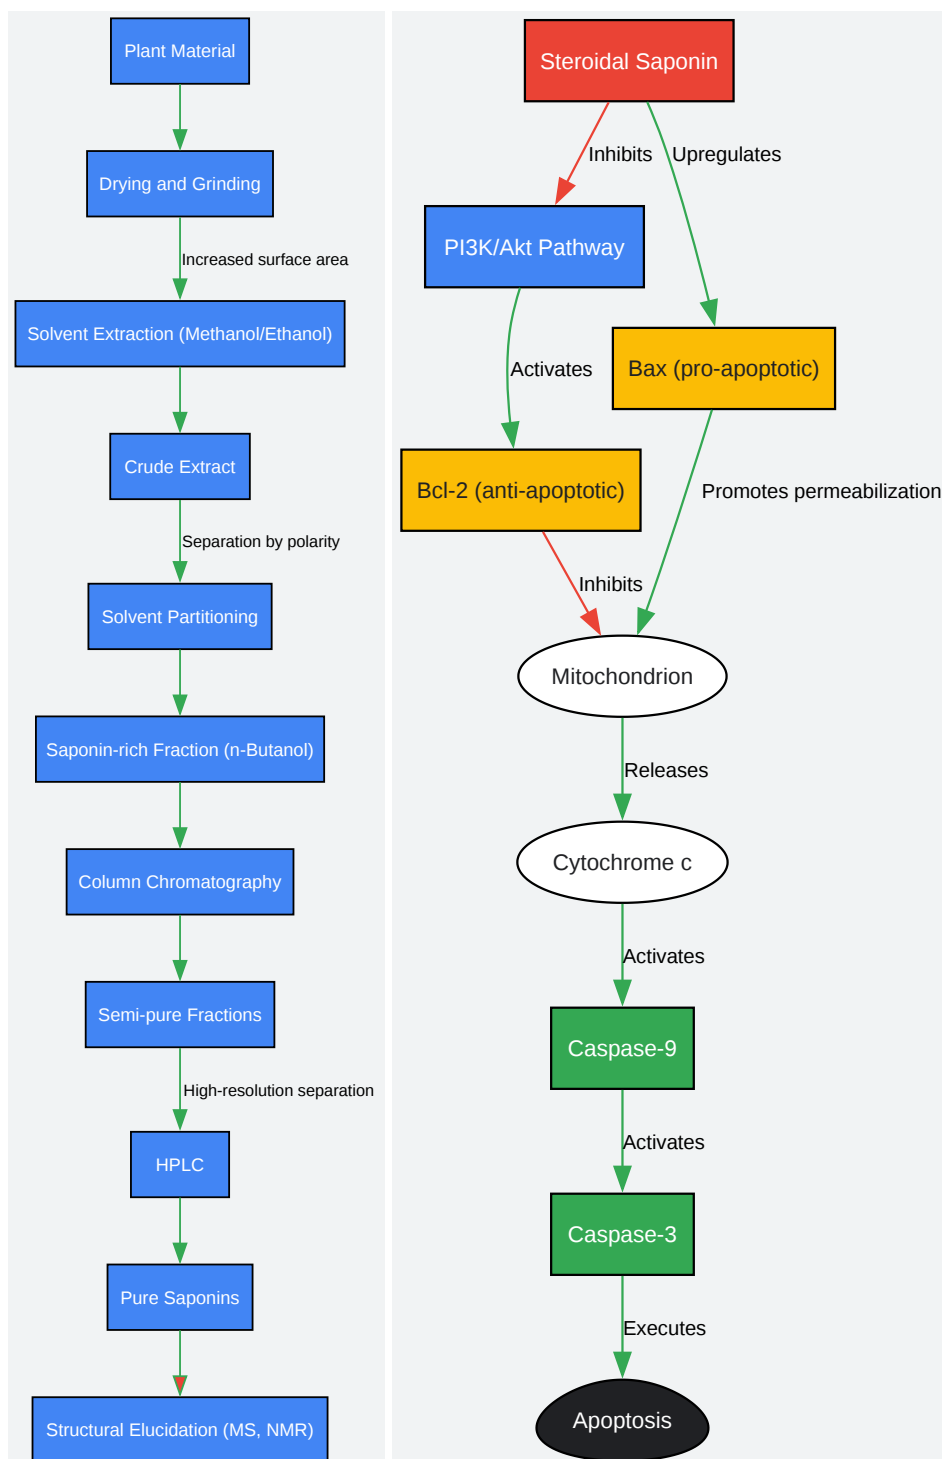 Plant Material
Drying and Grinding
Increased surface area
Solvent Extraction (Methanol/Ethanol)
Crude Extract
Separation by polarity
Solvent Partitioning
Saponin-rich Fraction (n-Butanol)
Column Chromatography
Semi-pure Fractions
High-resolution separation
HPLC
Pure Saponins
Structural Elucidation (MS, NMR)
Steroidal Saponin
Inhibits
Upregulates
PI3K/Akt Pathway
Bax (pro-apoptotic)
Activates
Bcl-2 (anti-apoptotic)
Promotes permeabilization
Inhibits
Mitochondrion
Releases
Cytochrome c
Activates
Caspase-9
Activates
Caspase-3
Executes
Apoptosis